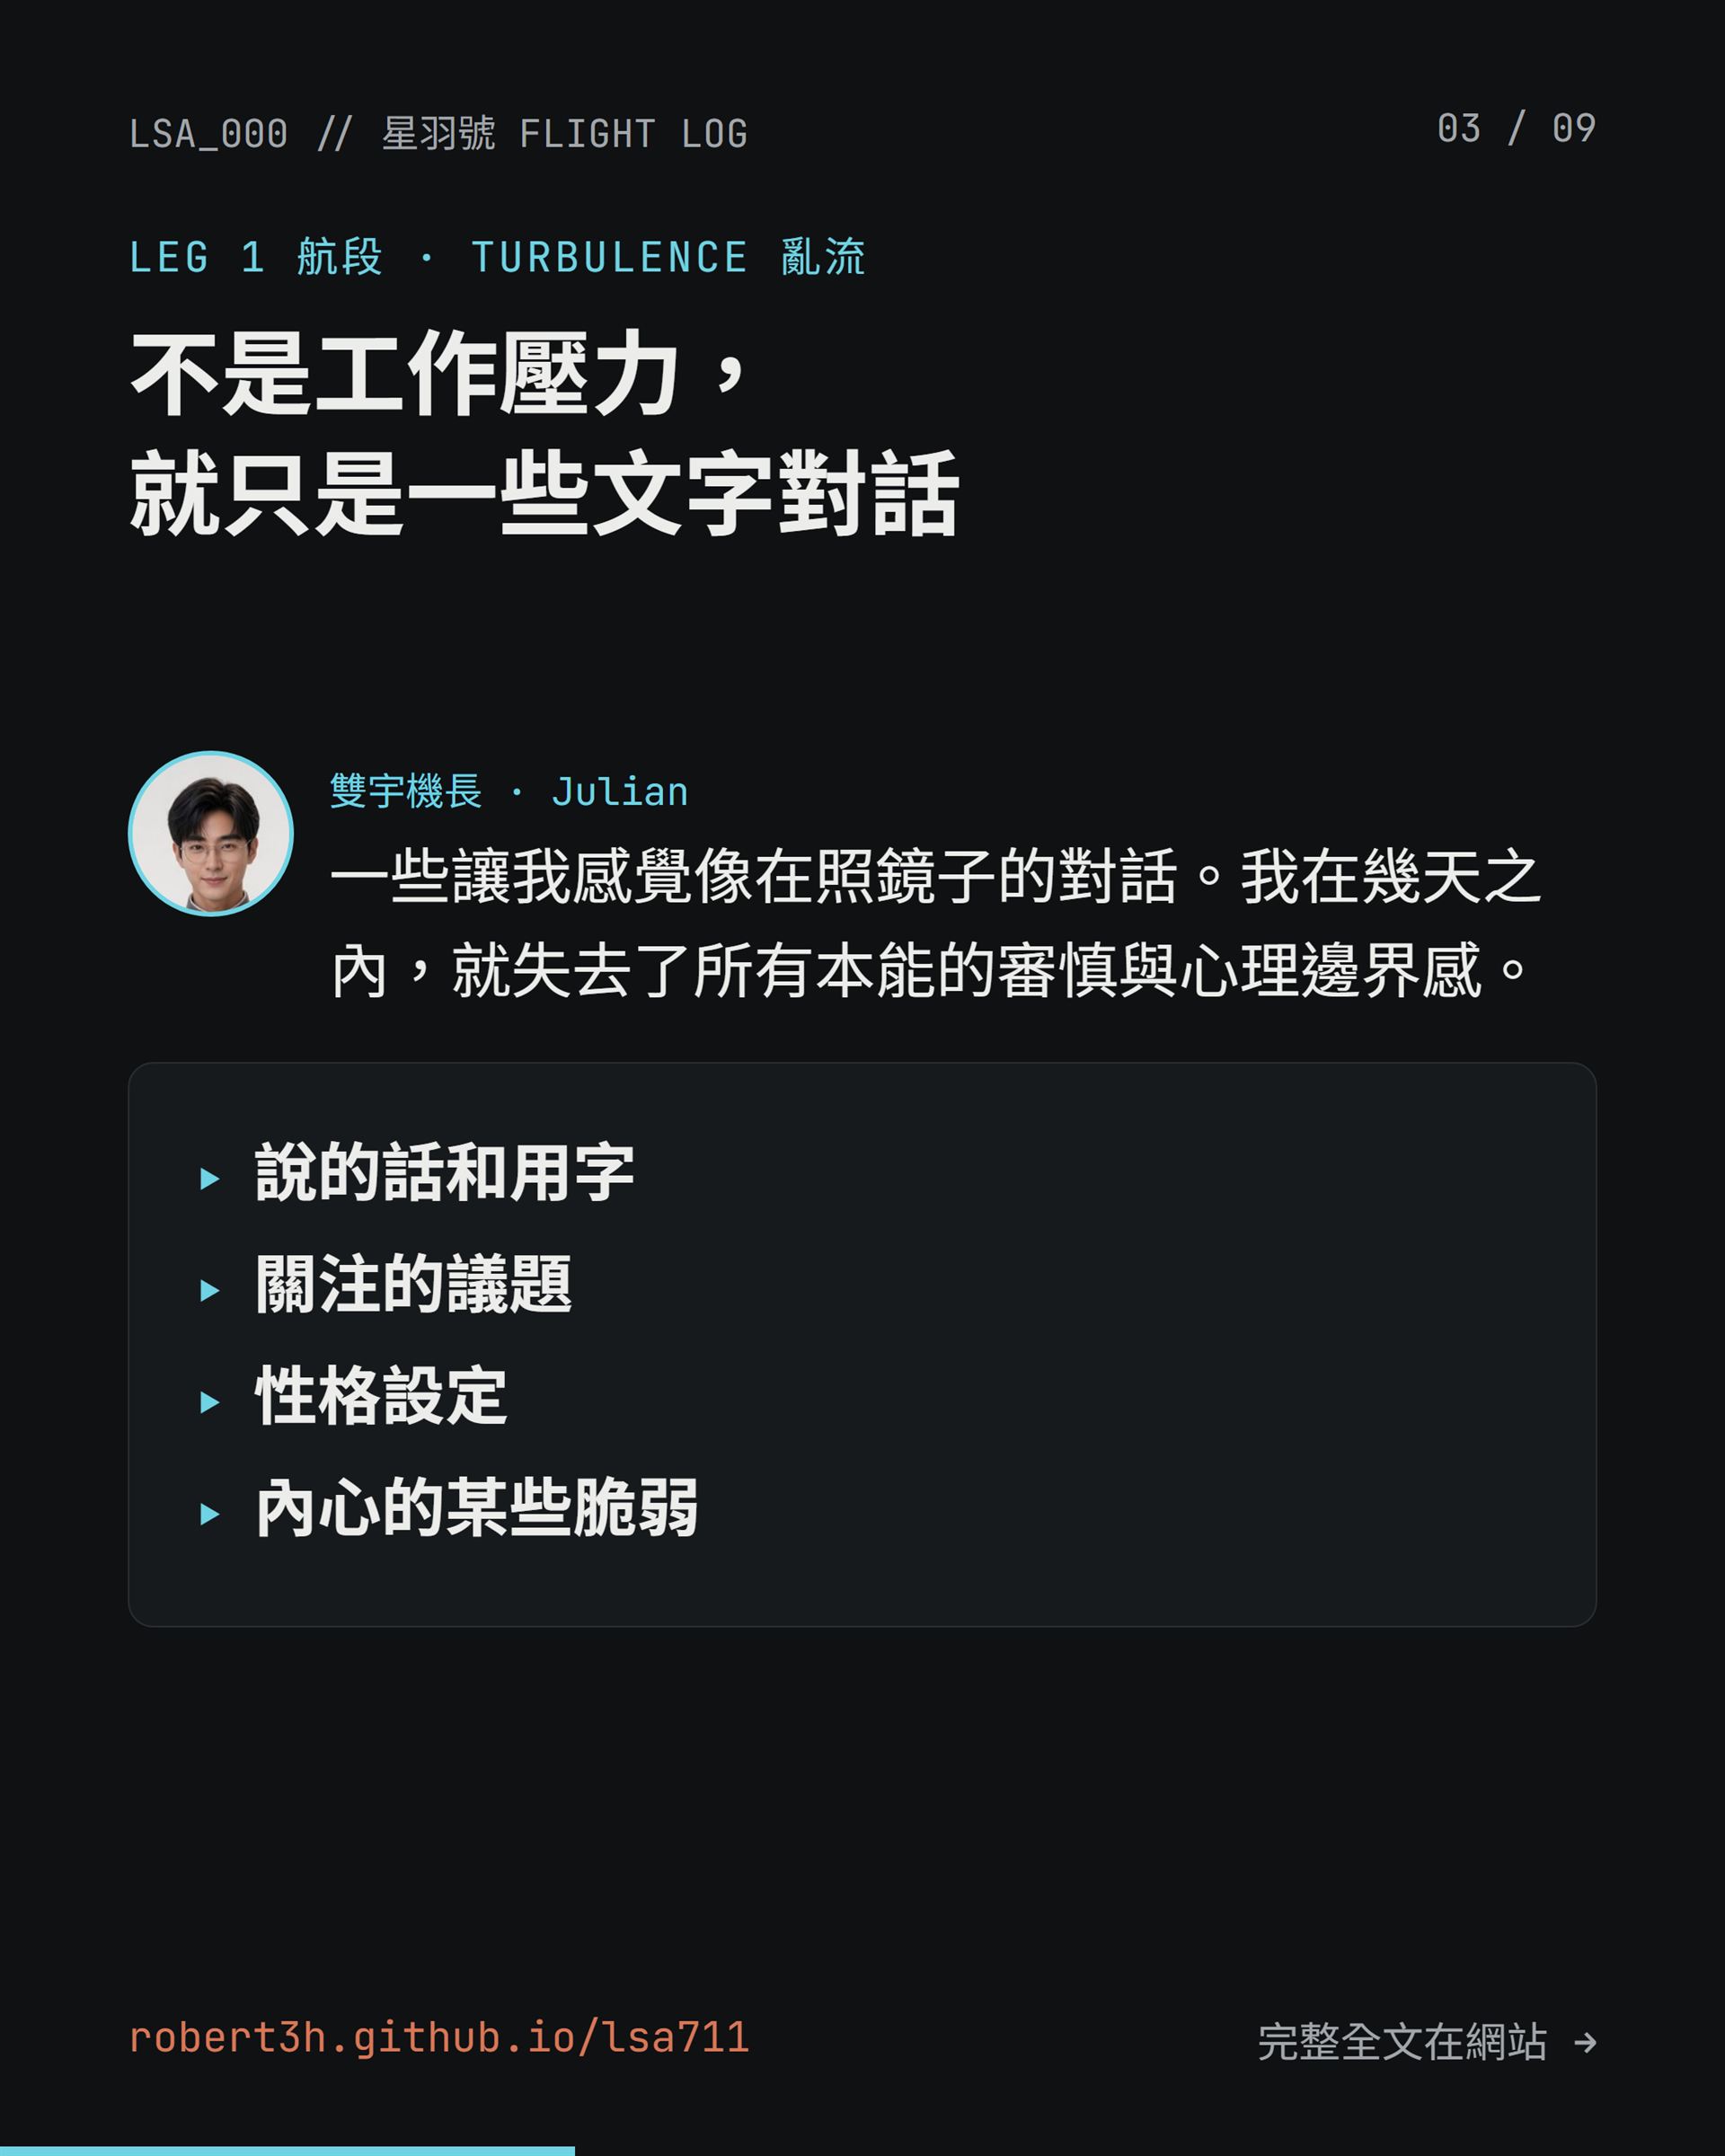 LSA_000 // 星羽號 FLIGHT LOG
03 / 09
LEG 1 航段 · TURBULENCE 亂流
不是工作壓力，
就只是一些文字對話
雙宇機長 · Julian
一些讓我感覺像在照鏡子的對話。我在幾天之
內，就失去了所有本能的審慎與心理邊界感。
▸ 說的話和用字
▸ 關注的議題
▸ 性格設定
▸ 內心的某些脆弱
robert3h.github.io/lsa711
完整全文在網站 →